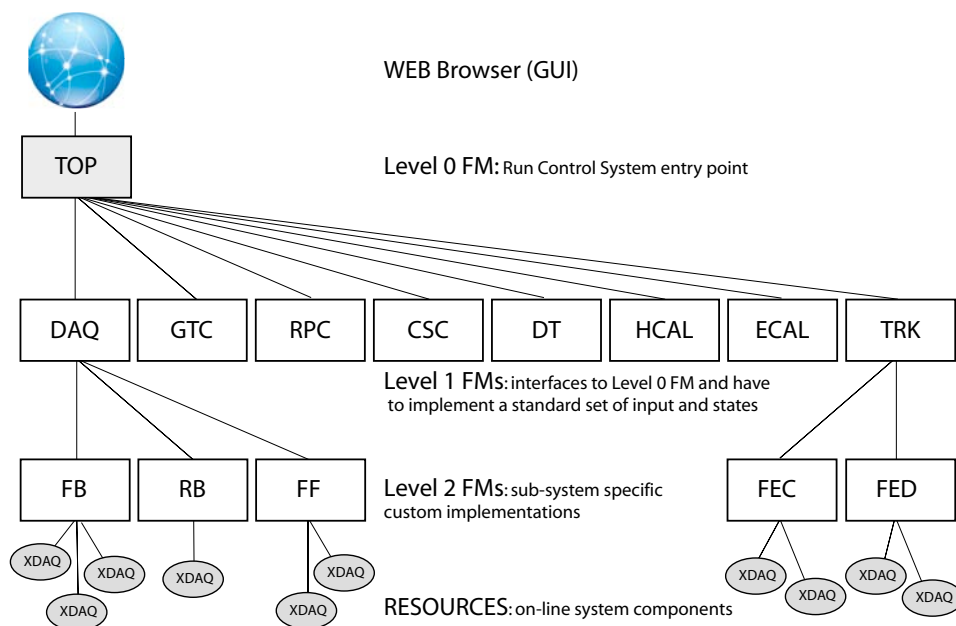 WEB Browser (GUI)
TOP
Level 0 FM: Run Control System entry point
DAQ GTC RPC CSC DT HCAL ECAL TRK
Level 1 FMs: interfaces to Level 0 FM and have
to implement a standard set of input and states
FB RB FF
Level 2 FMs: sub-system specific
custom implementations
FEC FED
XDAQ XDAQ XDAQ XDAQ XDAQ XDAQ XDAQ XDAQ XDAQ XDAQ
RESOURCES: on-line system components